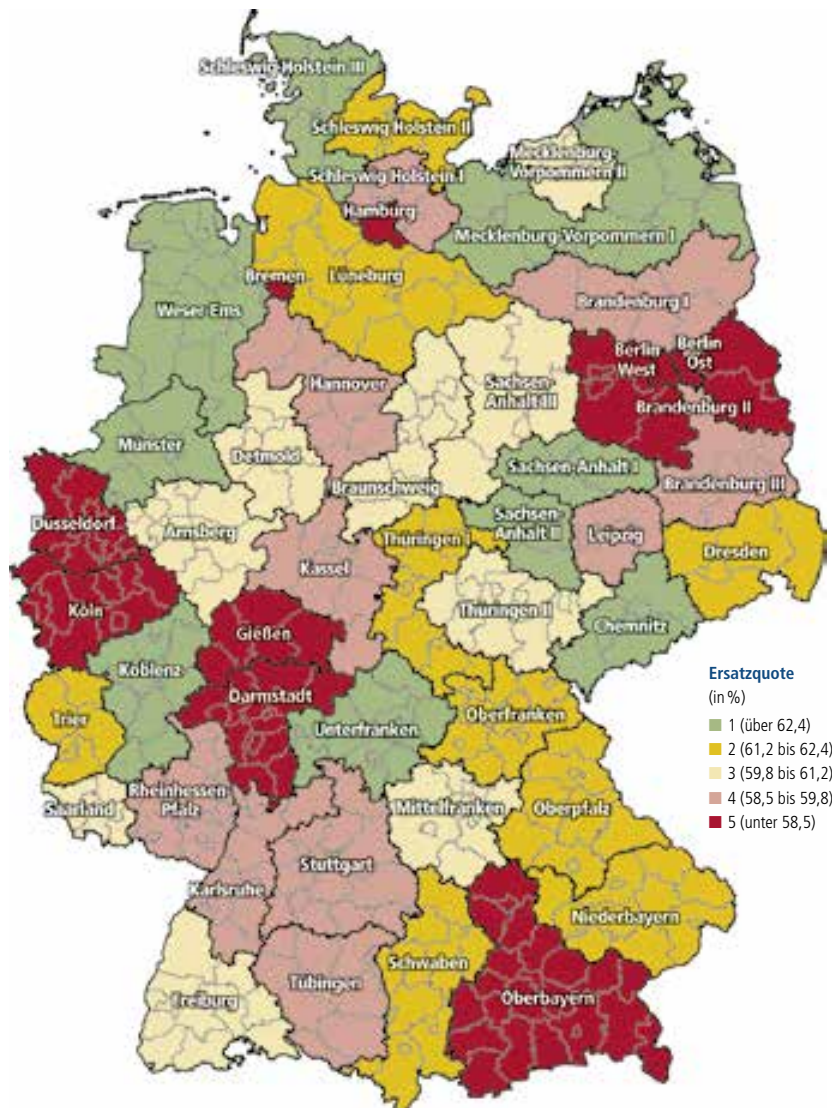 Schleswig-Holstein III
Schleswig Holstein II
Mecklenburg-
Vorpommern II
Schleswig Holstein I
Hamburg
Mecklenburg-Vorpommern I
Bremen
Lüneburg
Brandenburg I
Weser-Ems
Berlin
West
Berlin
Ost
Hannover
Sachsen-
Anhalt III
Brandenburg II
Münster
Detmold
Sachsen-Anhalt I
Braunschweig
Brandenburg III
Düsseldorf
Arnsberg
Sachsen-
Anhalt II
Thüringen I
Leipzig
Dresden
Kassel
Köln
Thüringen II
Gießen
Chemnitz
Koblenz
Darmstadt
Trier
Unterfranken
Oberfranken
Ersatzquote
(in %)
1 (über 62,4)
2 (61,2 bis 62,4)
3 (59,8 bis 61,2)
4 (58,5 bis 59,8)
5 (unter 58,5)
Saarland
Rheinhessen-
Pfalz
Mittelfranken
Oberpfalz
Stuttgart
Karlsruhe
Niederbayern
Schwaben
Tübingen
Freiburg
Oberbayern